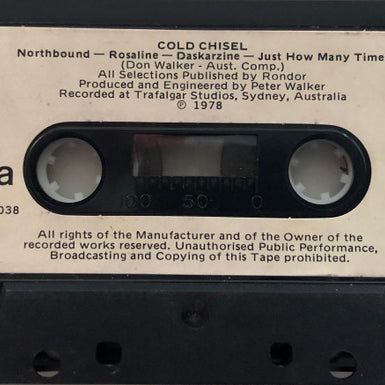 COLD CHISEL
Northbound — Rosaline — Daskarzine — Just How Many Time
(Don Walker - Aust. Comp.)
All Selections Published by Rondor
Produced and Engineered by Peter Walker
Recorded at Trafalgar Studios, Sydney, Australia
℗ 1978
a
100 50 0
038
All rights of the Manufacturer and of the Owner of the
recorded works reserved. Unauthorised Public Performance,
Broadcasting and Copying of this Tape prohibited.